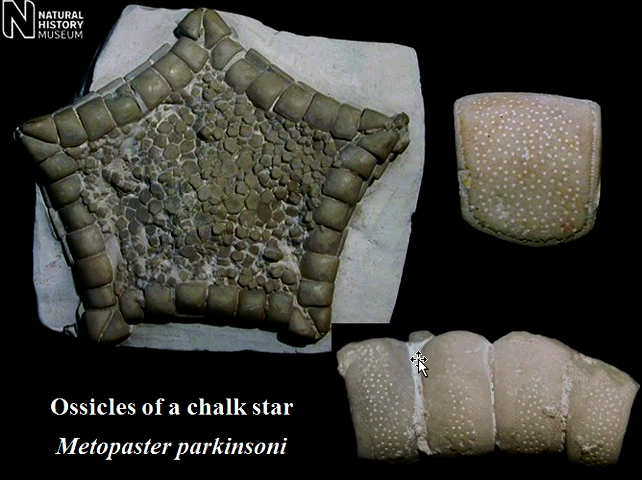 N
NATURAL
HISTORY
MUSEUM
Ossicles of a chalk star
Metopaster parkinsoni